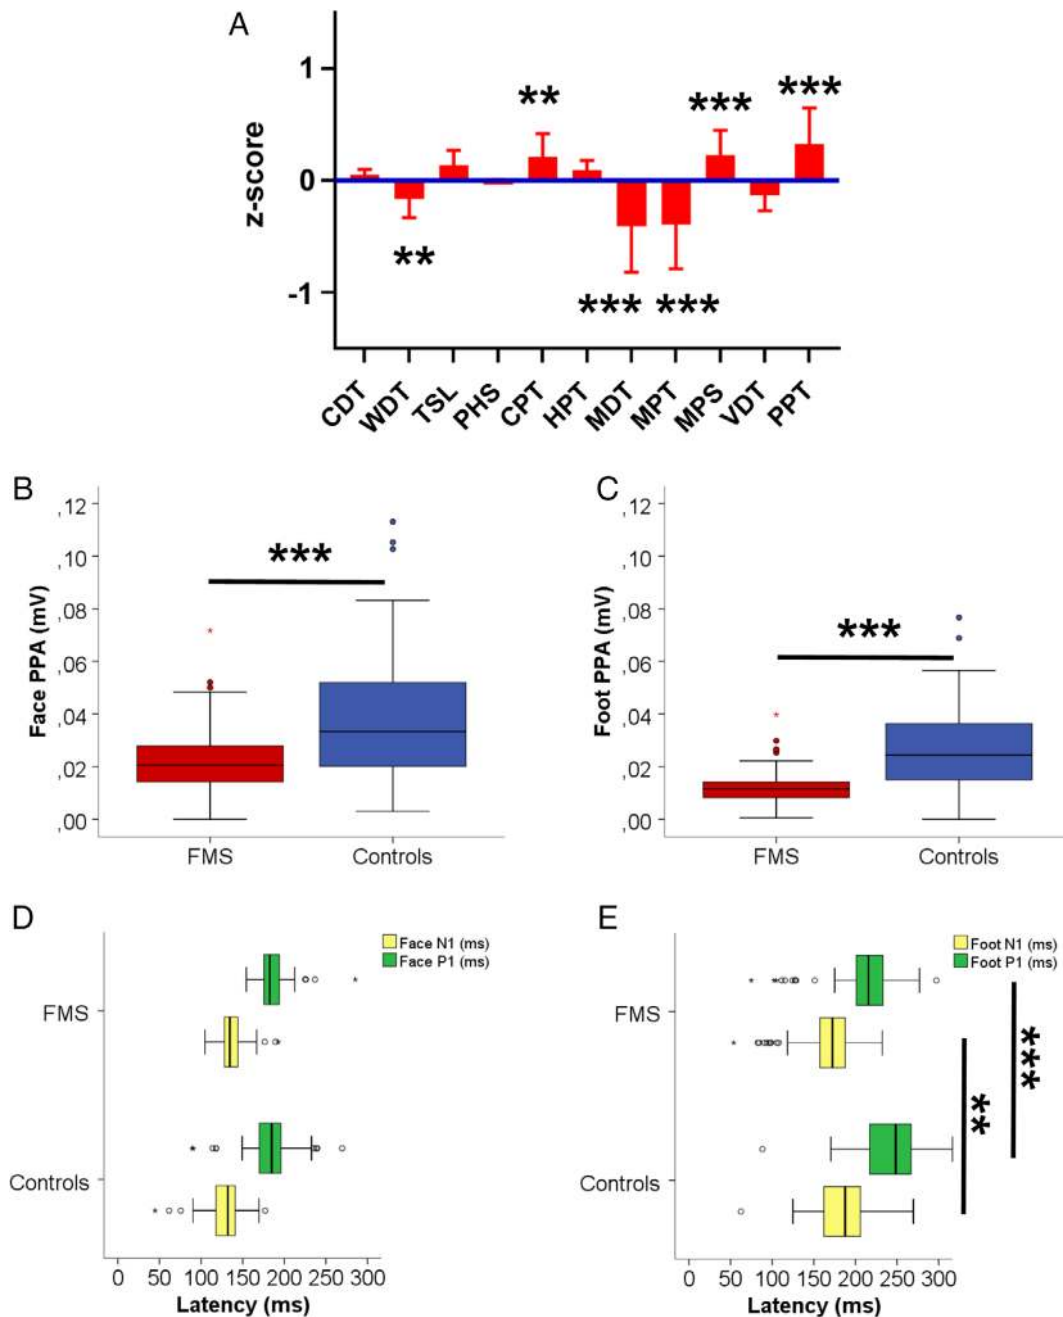 A
z-score
1
0
-1
** *** ***
** *** ***
CDT WDT TSL PHS CPT HPT MDT MPT MPS VDT PPT
B
Face PPA (mV)
,12
,10
,08
,06
,04
,02
,00
***
FMS Controls
C
Foot PPA (mV)
,12
,10
,08
,06
,04
,02
,00
***
FMS Controls
D
Face N1 (ms)
Face P1 (ms)
FMS
Controls
0 50 100 150 200 250 300
Latency (ms)
E
Foot N1 (ms)
Foot P1 (ms)
FMS
Controls
***
**
0 50 100 150 200 250 300
Latency (ms)